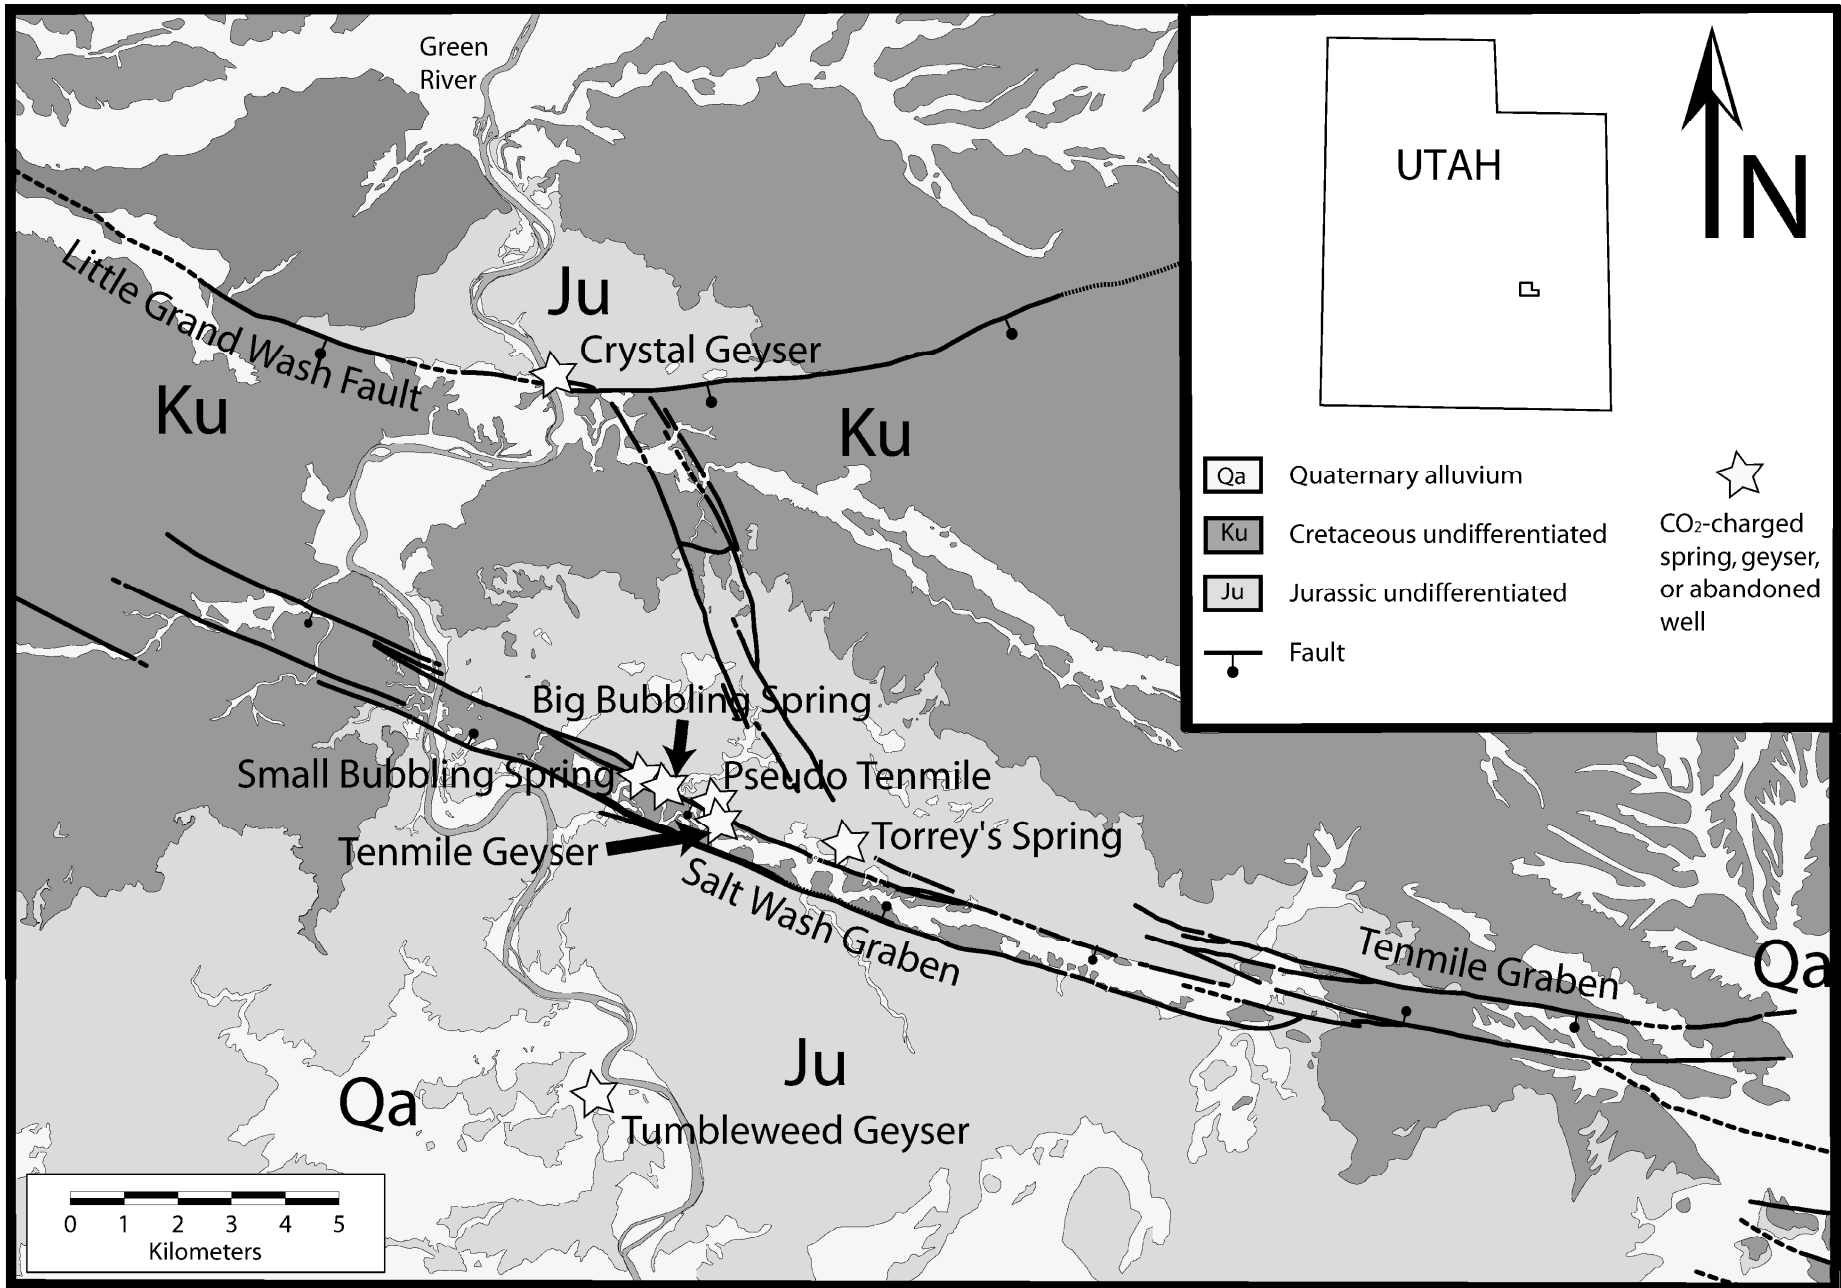 Green
River
UTAH
N
Little Grand Wash Fault
Ju
Crystal Geyser
Ku
Ku
Qa
Quaternary alluvium
Ku
Cretaceous undifferentiated
Ju
Jurassic undifferentiated
Fault
CO₂-charged
spring, geyser,
or abandoned
well
Big Bubbling Spring
Small Bubbling Spring
Pseudo Tenmile
Tenmile Geyser
Torrey's Spring
Salt Wash Graben
Tenmile Graben
Qa
Ju
Qa
Tumbleweed Geyser
0 1 2 3 4 5
Kilometers